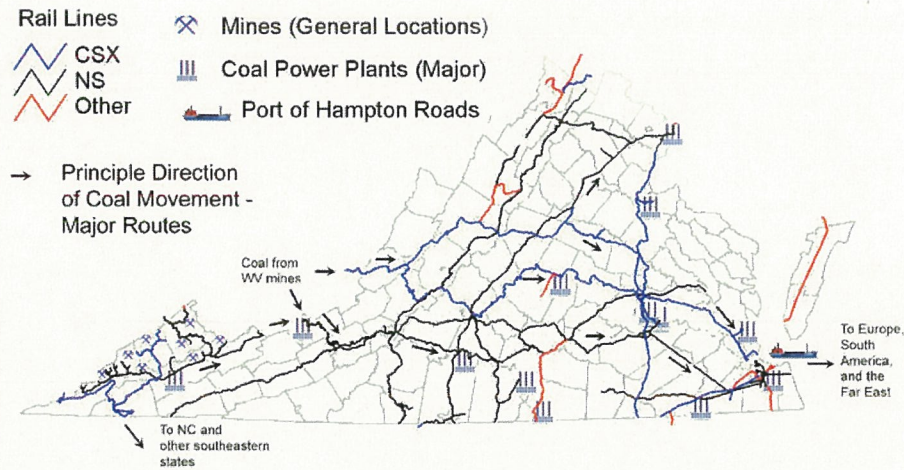 Rail Lines
CSX
NS
Other
Mines (General Locations)
Coal Power Plants (Major)
Port of Hampton Roads
Principle Direction
of Coal Movement -
Major Routes
Coal from
WV mines
To NC and
other southeastern
states
To Europe,
South
America,
and the
Far East